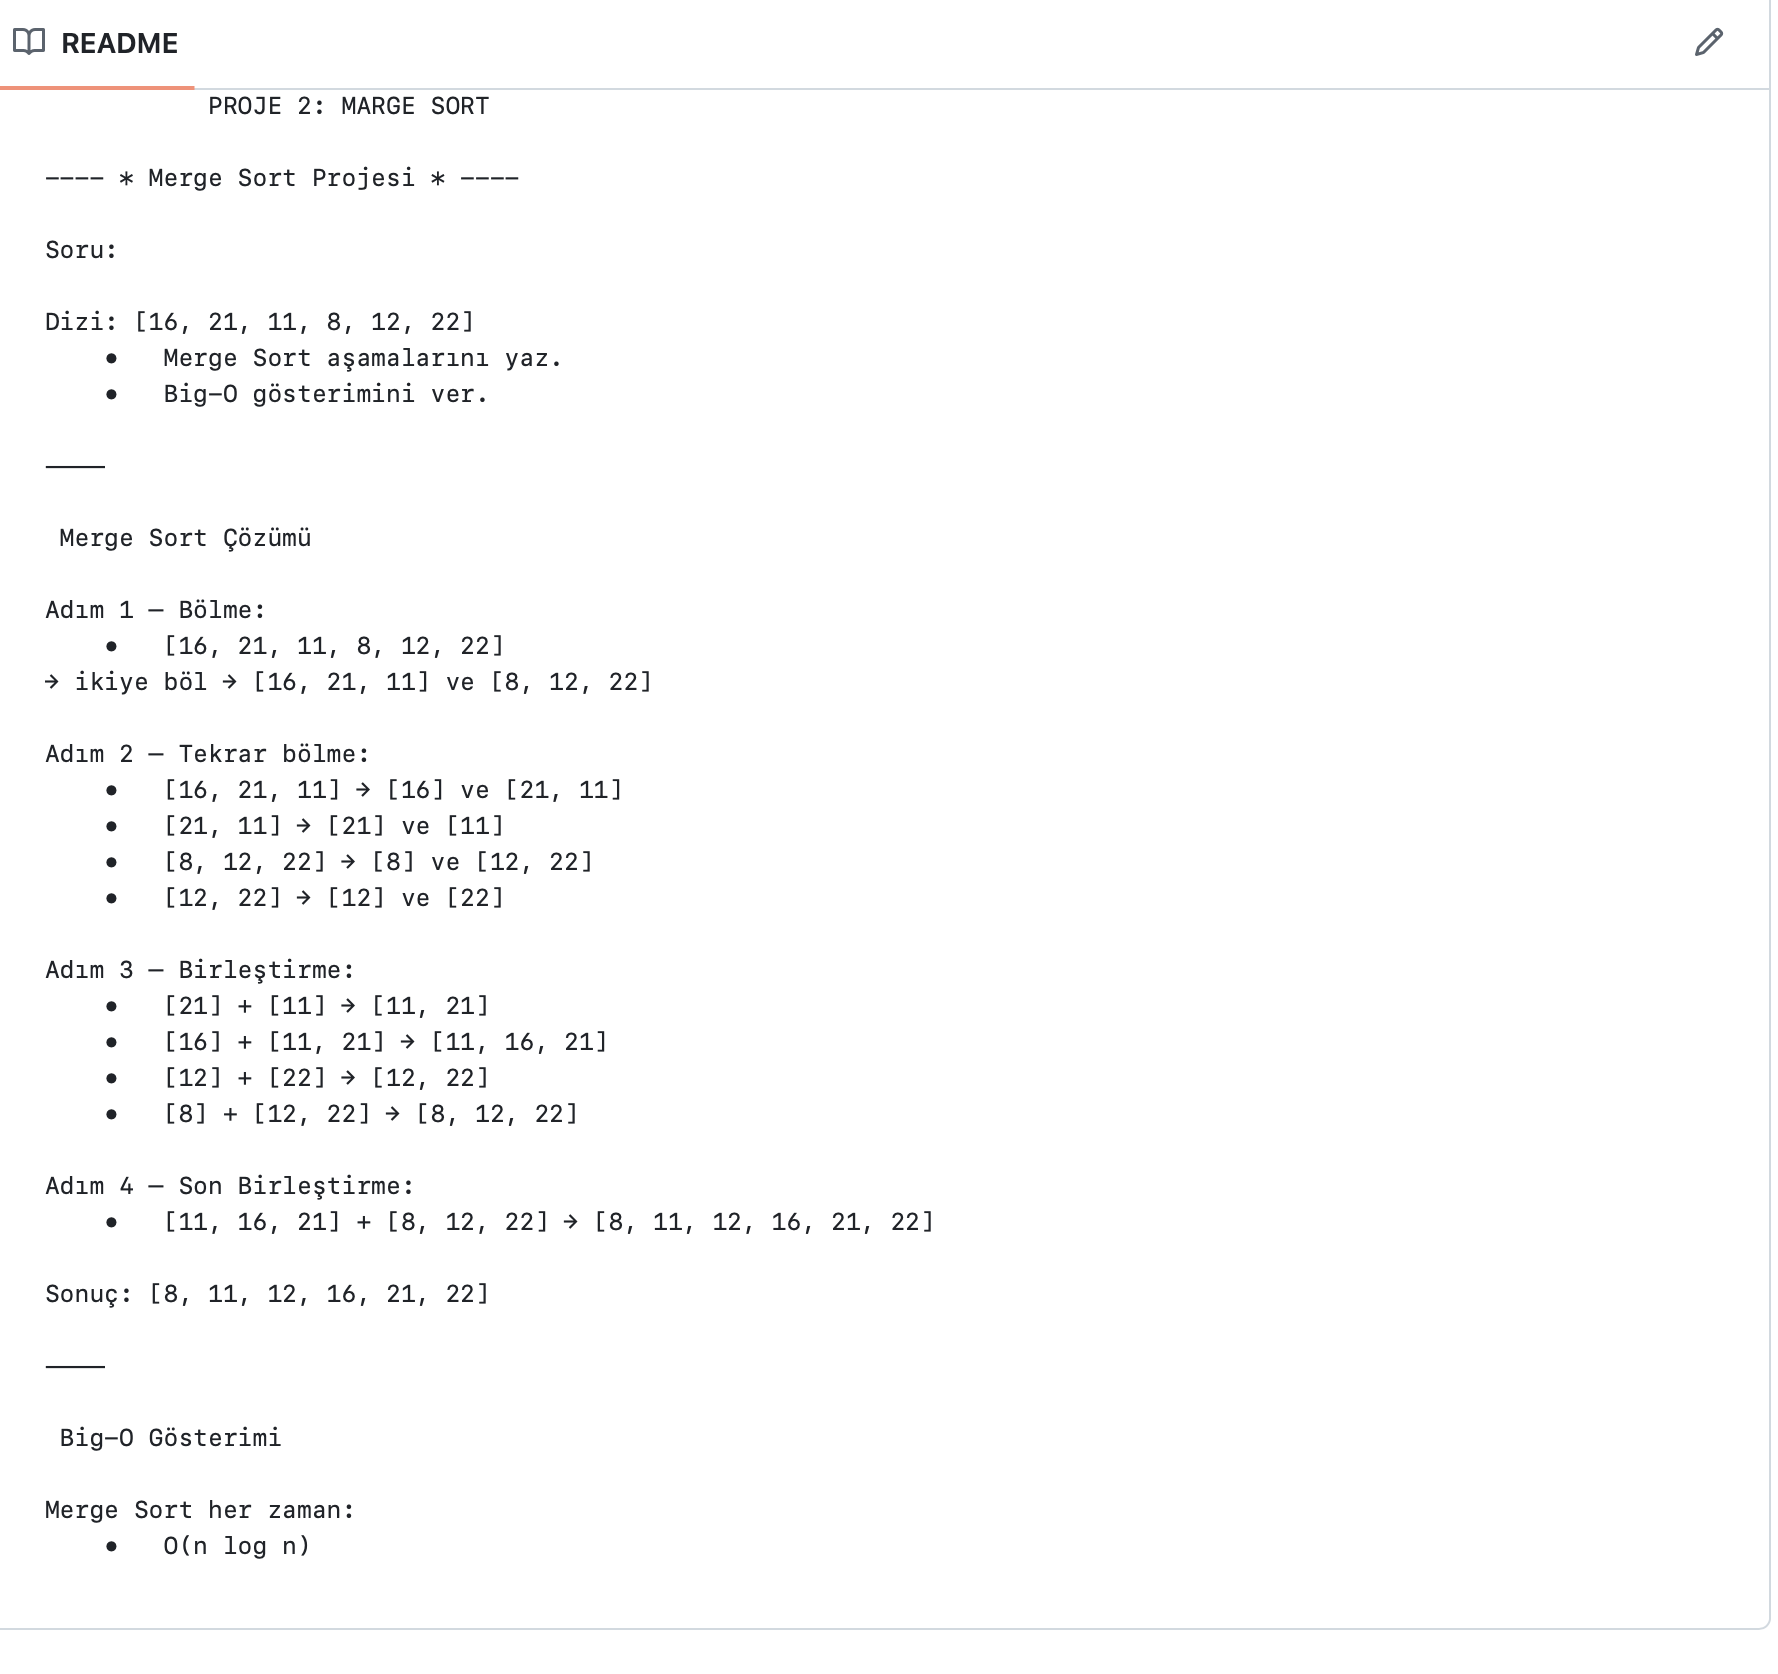 README
PROJE 2: MARGE SORT
---- * Merge Sort Projesi * ----
Soru:
Dizi: [16, 21, 11, 8, 12, 22]
• Merge Sort aşamalarını yaz.
• Big-O gösterimini ver.
⸻
Merge Sort Çözümü
Adım 1 – Bölme:
• [16, 21, 11, 8, 12, 22]
→ ikiye böl → [16, 21, 11] ve [8, 12, 22]
Adım 2 – Tekrar bölme:
• [16, 21, 11] → [16] ve [21, 11]
• [21, 11] → [21] ve [11]
• [8, 12, 22] → [8] ve [12, 22]
• [12, 22] → [12] ve [22]
Adım 3 – Birleştirme:
• [21] + [11] → [11, 21]
• [16] + [11, 21] → [11, 16, 21]
• [12] + [22] → [12, 22]
• [8] + [12, 22] → [8, 12, 22]
Adım 4 – Son Birleştirme:
• [11, 16, 21] + [8, 12, 22] → [8, 11, 12, 16, 21, 22]
Sonuç: [8, 11, 12, 16, 21, 22]
⸻
Big-O Gösterimi
Merge Sort her zaman:
• O(n log n)